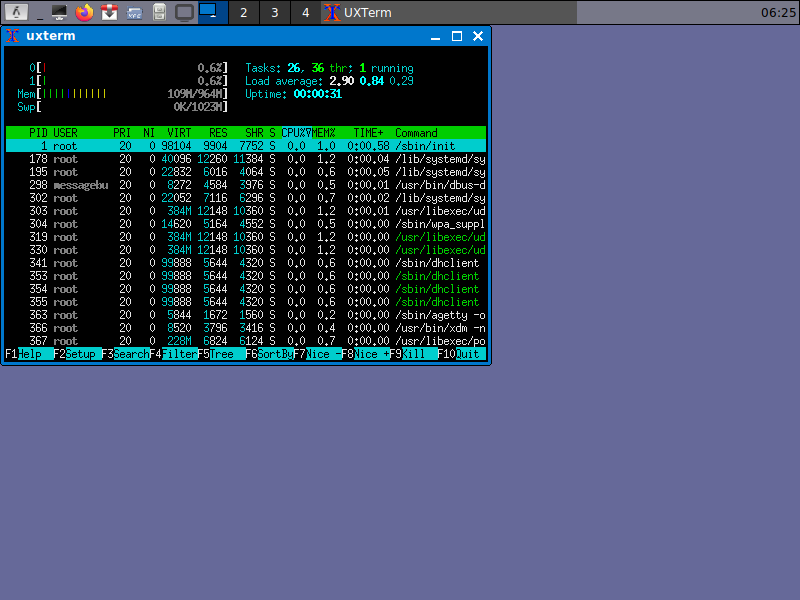 2 3 4 UXTerm 06:25
uxterm
0[| 0.6%] Tasks: 26, 36 thr; 1 running
1[| 0.6%] Load average: 2.90 0.84 0.29
Mem[||||||||||| 109M/964M] Uptime: 00:00:31
Swp[ 0K/1023M]
PID USER PRI NI VIRT RES SHR S CPU%▽MEM% TIME+ Command
1 root 20 0 98104 9904 7752 S 0.0 1.0 0:00.58 /sbin/init
178 root 20 0 40096 12260 11384 S 0.0 1.2 0:00.04 /lib/systemd/sy
195 root 20 0 22832 6016 4064 S 0.0 0.6 0:00.05 /lib/systemd/sy
298 messagebu 20 0 8272 4584 3976 S 0.0 0.5 0:00.01 /usr/bin/dbus-d
302 root 20 0 22052 7116 6296 S 0.0 0.7 0:00.02 /lib/systemd/sy
303 root 20 0 384M 12148 10360 S 0.0 1.2 0:00.01 /usr/libexec/ud
304 root 20 0 14620 5164 4552 S 0.0 0.5 0:00.00 /sbin/wpa_suppl
319 root 20 0 384M 12148 10360 S 0.0 1.2 0:00.00 /usr/libexec/ud
330 root 20 0 384M 12148 10360 S 0.0 1.2 0:00.00 /usr/libexec/ud
341 root 20 0 99888 5644 4320 S 0.0 0.6 0:00.00 /sbin/dhclient
353 root 20 0 99888 5644 4320 S 0.0 0.6 0:00.00 /sbin/dhclient
354 root 20 0 99888 5644 4320 S 0.0 0.6 0:00.00 /sbin/dhclient
355 root 20 0 99888 5644 4320 S 0.0 0.6 0:00.00 /sbin/dhclient
363 root 20 0 5844 1672 1560 S 0.0 0.2 0:00.00 /sbin/agetty -o
366 root 20 0 8520 3796 3416 S 0.0 0.4 0:00.00 /usr/bin/xdm -n
367 root 20 0 228M 6824 6124 S 0.0 0.7 0:00.00 /usr/libexec/po
F1Help F2Setup F3SearchF4FilterF5Tree F6SortByF7Nice -F8Nice +F9Kill F10Quit